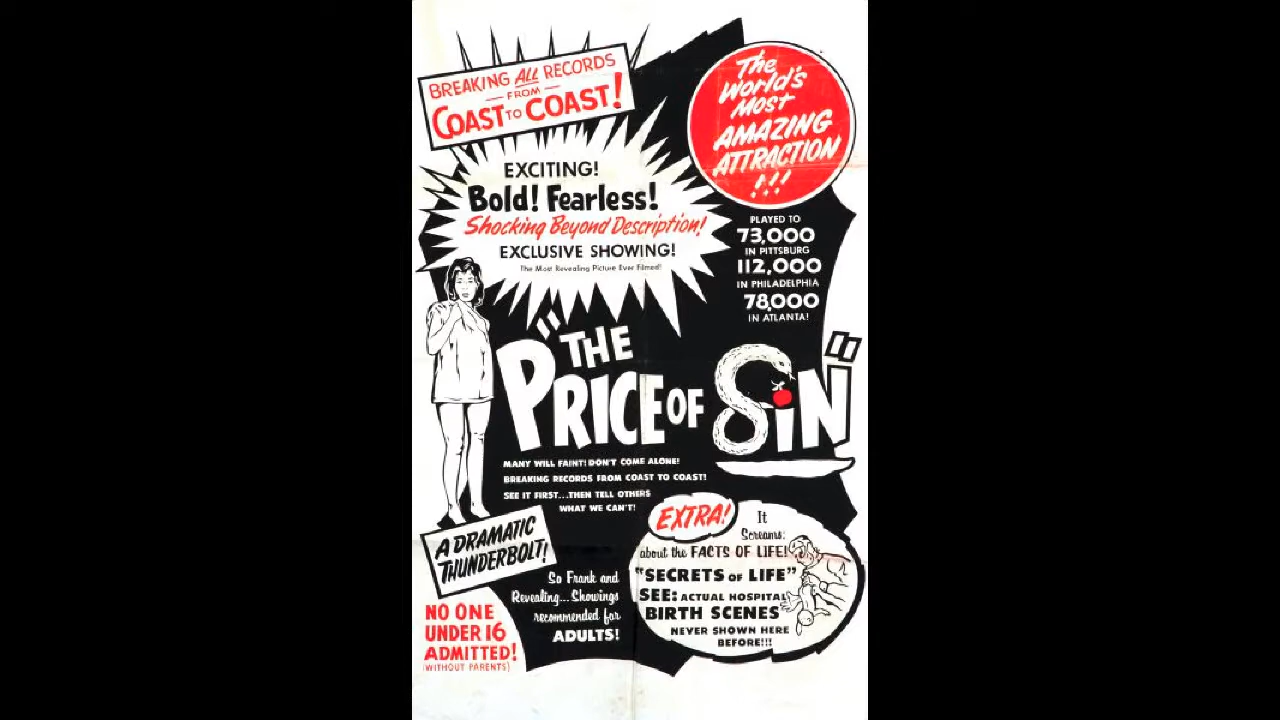 BREAKING ALL RECORDS
FROM
COAST TO COAST!
The
World's
Most
AMAZING
ATTRACTION
!!!
EXCITING!
Bold! Fearless!
Shocking Beyond Description!
EXCLUSIVE SHOWING!
The Most Revealing Picture Ever Filmed!
PLAYED TO
73,000
IN PITTSBURG
112,000
IN PHILADELPHIA
78,000
IN ATLANTA!
"THE
PRICE OF SIN"
MANY WILL FAINT! DON'T COME ALONE!
BREAKING RECORDS FROM COAST TO COAST!
SEE IT FIRST...THEN TELL OTHERS
WHAT WE CAN'T!
A DRAMATIC
THUNDERBOLT!
So Frank and
Revealing... Showings
recommended for
ADULTS!
NO ONE
UNDER 16
ADMITTED!
(WITHOUT PARENTS)
EXTRA!
It
Screams:
about the FACTS OF LIFE!
"SECRETS OF LIFE"
SEE: ACTUAL HOSPITAL
BIRTH SCENES
NEVER SHOWN HERE
BEFORE!!!